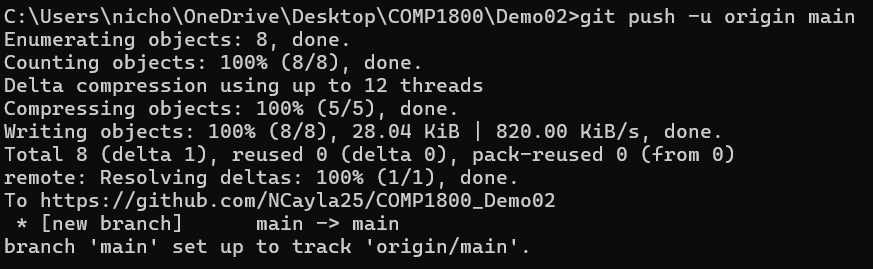 C:\Users\nicho\OneDrive\Desktop\COMP1800\Demo02>git push -u origin main
Enumerating objects: 8, done.
Counting objects: 100% (8/8), done.
Delta compression using up to 12 threads
Compressing objects: 100% (5/5), done.
Writing objects: 100% (8/8), 28.04 KiB | 820.00 KiB/s, done.
Total 8 (delta 1), reused 0 (delta 0), pack-reused 0 (from 0)
remote: Resolving deltas: 100% (1/1), done.
To https://github.com/NCayla25/COMP1800_Demo02
 * [new branch]      main -> main
branch 'main' set up to track 'origin/main'.